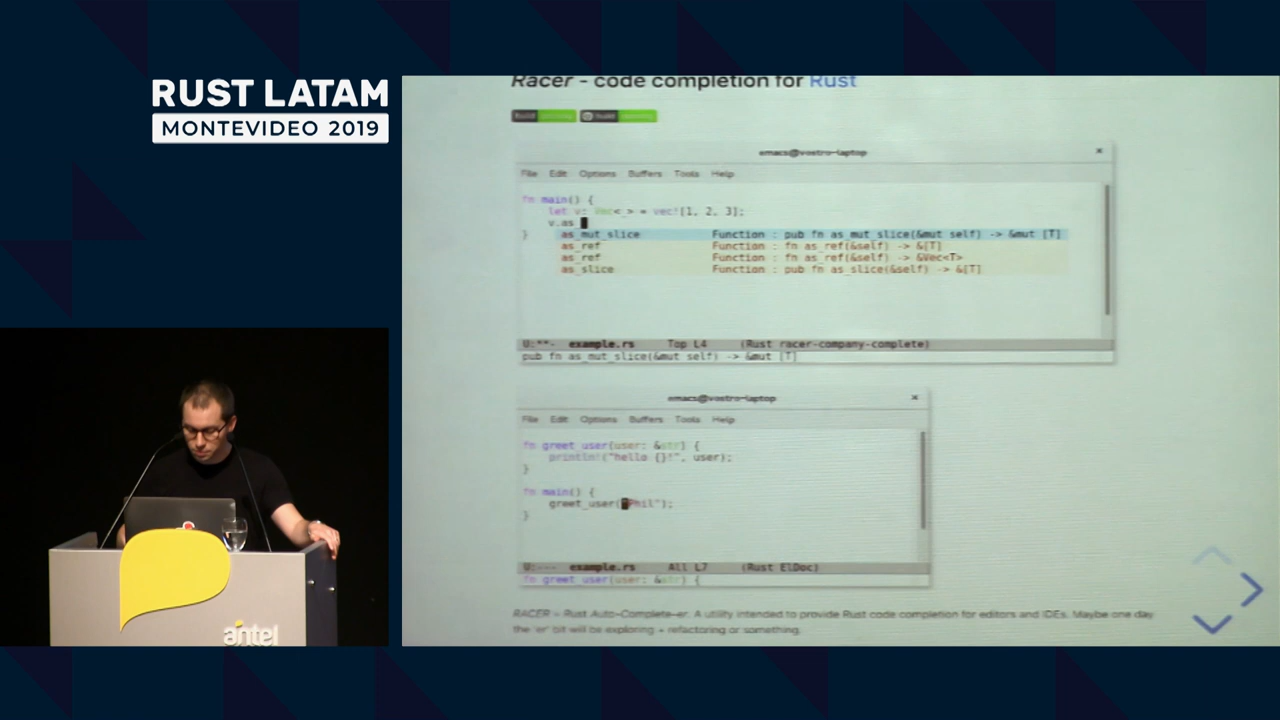 RUST LATAM
MONTEVIDEO 2019
Racer - code completion for Rust
emacs@vostro-laptop
File Edit Options Buffers Tools Help
fn main() {
let v: Vec<_> = vec![1, 2, 3];
v.as_
}
as_mut_slice Function : pub fn as_mut_slice(&mut self) -> &mut [T]
as_ref Function : fn as_ref(&self) -> &[T]
as_ref Function : fn as_ref(&self) -> &Vec<T>
as_slice Function : pub fn as_slice(&self) -> &[T]
U:**- example.rs Top L4 (Rust racer-company-complete)
pub fn as_mut_slice(&mut self) -> &mut [T]
emacs@vostro-laptop
File Edit Options Buffers Tools Help
fn greet_user(user: &str) {
println!("hello {}!", user);
}
fn main() {
greet_user("Phil");
}
U:--- example.rs All L7 (Rust ElDoc)
fn greet_user(user: &str) {
RACER = Rust Auto-Complete-er. A utility intended to provide Rust code completion for editors and IDEs. Maybe one day
the 'er' bit will be exploring + refactoring or something.
antel